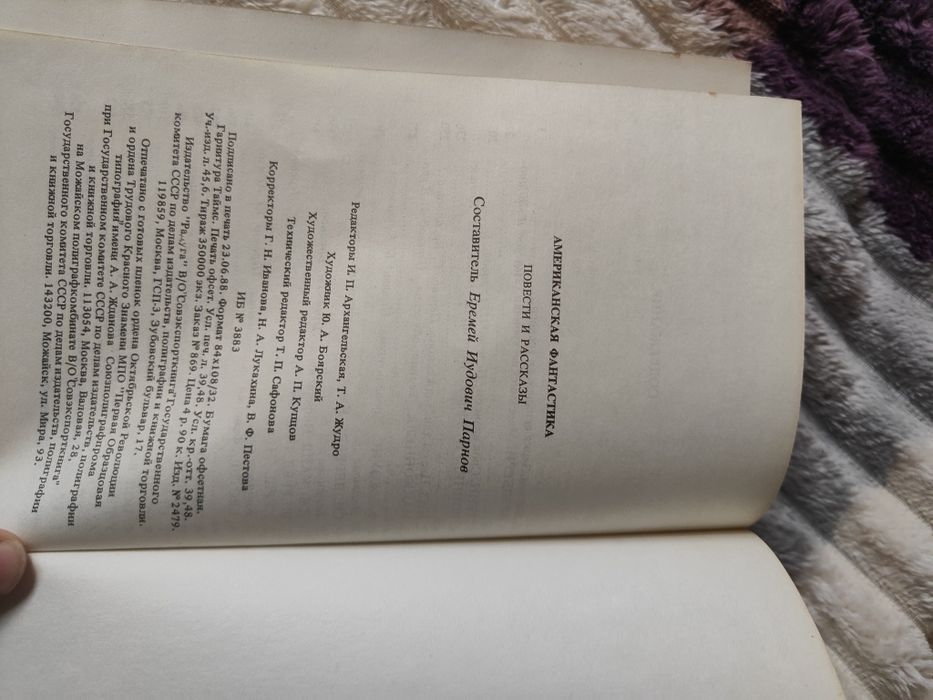 АМЕРИКАНСКАЯ ФАНТАСТИКА
ПОВЕСТИ И РАССКАЗЫ
Составитель Еремей Иудович Парнов
Редакторы И. П. Архангельская, Т. А. Жудро
Художник Ю. А. Боярский
Художественный редактор А. П. Купцов
Технический редактор Т. П. Сафонова
Корректоры Г. Н. Иванова, Н. А. Лукахина, В. Ф. Пестова
ИБ № 3883
Подписано в печать 23.06.88. Формат 84x108/32. Бумага офсетная.
Гарнитура Таймс. Печать офсет. Усл. печ. л. 39,48. Усл. кр.-отт. 39,48.
Уч.-изд. л. 45,6. Тираж 350000 экз. Заказ № 869. Цена 4 р. 90 к. Изд. № 2479.
Издательство "Радуга" В/О"Совэкспорткнига"Государственного
комитета СССР по делам издательств, полиграфии и книжной торговли.
119859, Москва, ГСП-3, Зубовский бульвар, 17.
Отпечатано с готовых пленок ордена Октябрьской Революции
и ордена Трудового Красного Знамени МПО "Первая Образцовая
типография"имени А. А. Жданова Союзполиграфпрома
при Государственном комитете СССР по делам издательств, полиграфии
и книжной торговли. 113054, Москва, Валовая, 28,
на Можайском полиграфкомбинате В/О"Совэкспорткнига"
Государственного комитета СССР по делам издательств, полиграфии
и книжной торговли. 143200, Можайск, ул. Мира, 93.